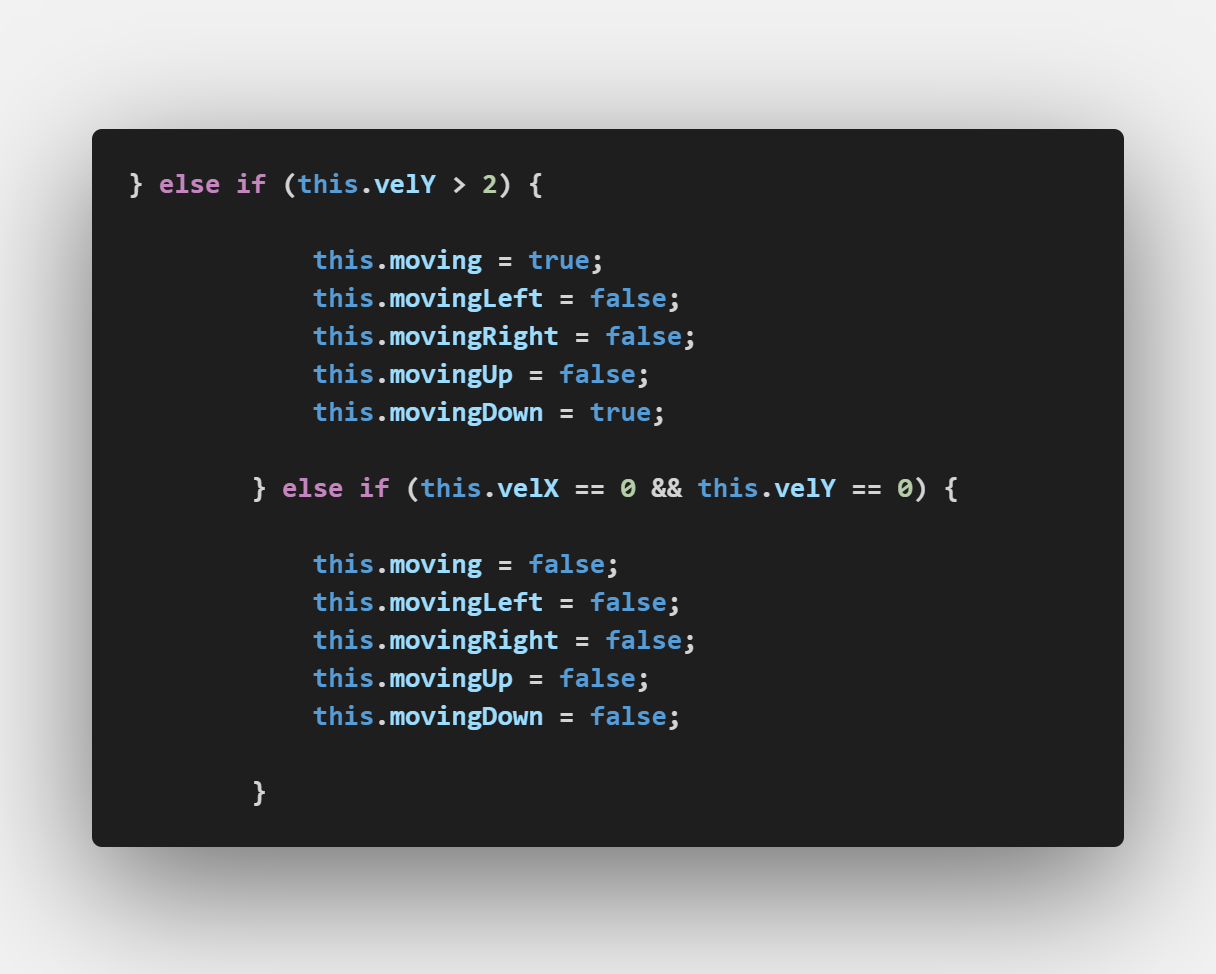 } else if (this.velY > 2) {
this.moving = true;
this.movingLeft = false;
this.movingRight = false;
this.movingUp = false;
this.movingDown = true;
} else if (this.velX == 0 && this.velY == 0) {
this.moving = false;
this.movingLeft = false;
this.movingRight = false;
this.movingUp = false;
this.movingDown = false;
}